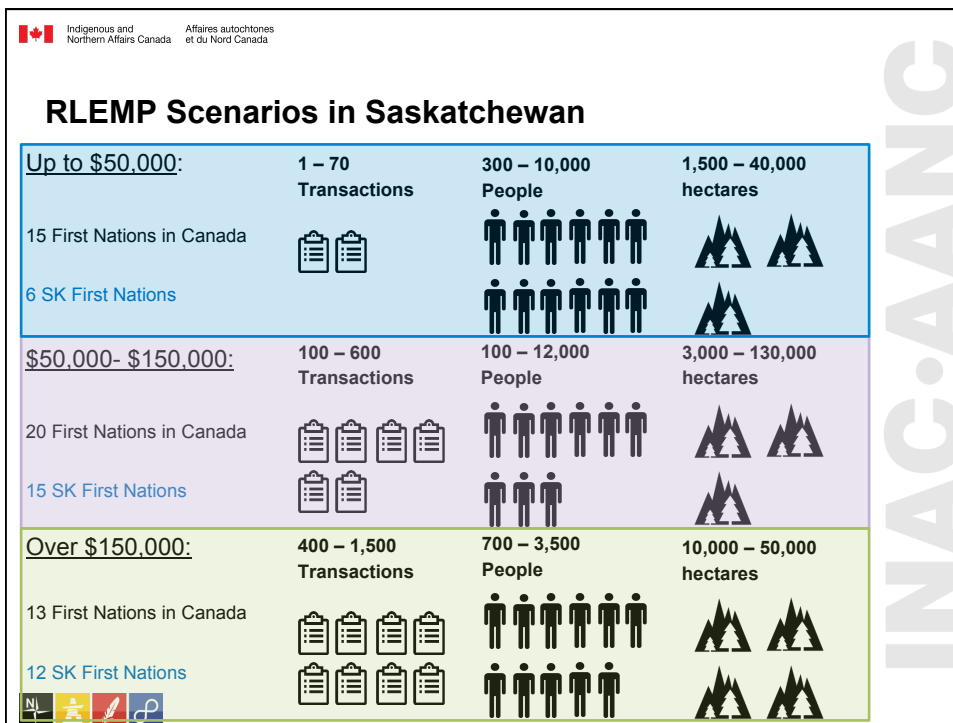 Indigenous and Northern Affairs Canada
Affaires autochtones et du Nord Canada
RLEMP Scenarios in Saskatchewan
Up to $50,000:
1 – 70
Transactions
300 – 10,000
People
1,500 – 40,000
hectares
15 First Nations in Canada
6 SK First Nations
$50,000- $150,000:
100 – 600
Transactions
100 – 12,000
People
3,000 – 130,000
hectares
20 First Nations in Canada
15 SK First Nations
Over $150,000:
400 – 1,500
Transactions
700 – 3,500
People
10,000 – 50,000
hectares
13 First Nations in Canada
12 SK First Nations
N
INAC•AANC